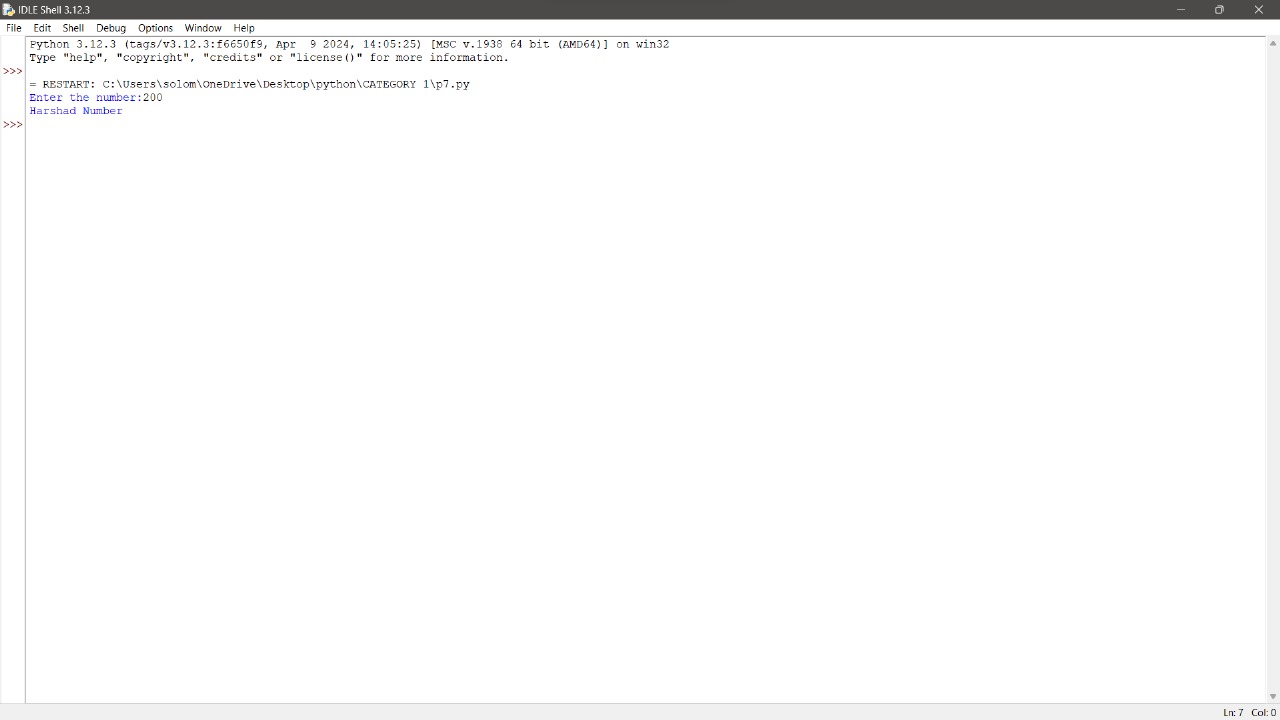 IDLE Shell 3.12.3
File Edit Shell Debug Options Window Help
Python 3.12.3 (tags/v3.12.3:f6650f9, Apr  9 2024, 14:05:25) [MSC v.1938 64 bit (AMD64)] on win32
Type "help", "copyright", "credits" or "license()" for more information.
>>>
= RESTART: C:\Users\solom\OneDrive\Desktop\python\CATEGORY 1\p7.py
Enter the number:200
Harshad Number
>>>
Ln: 7 Col: 0